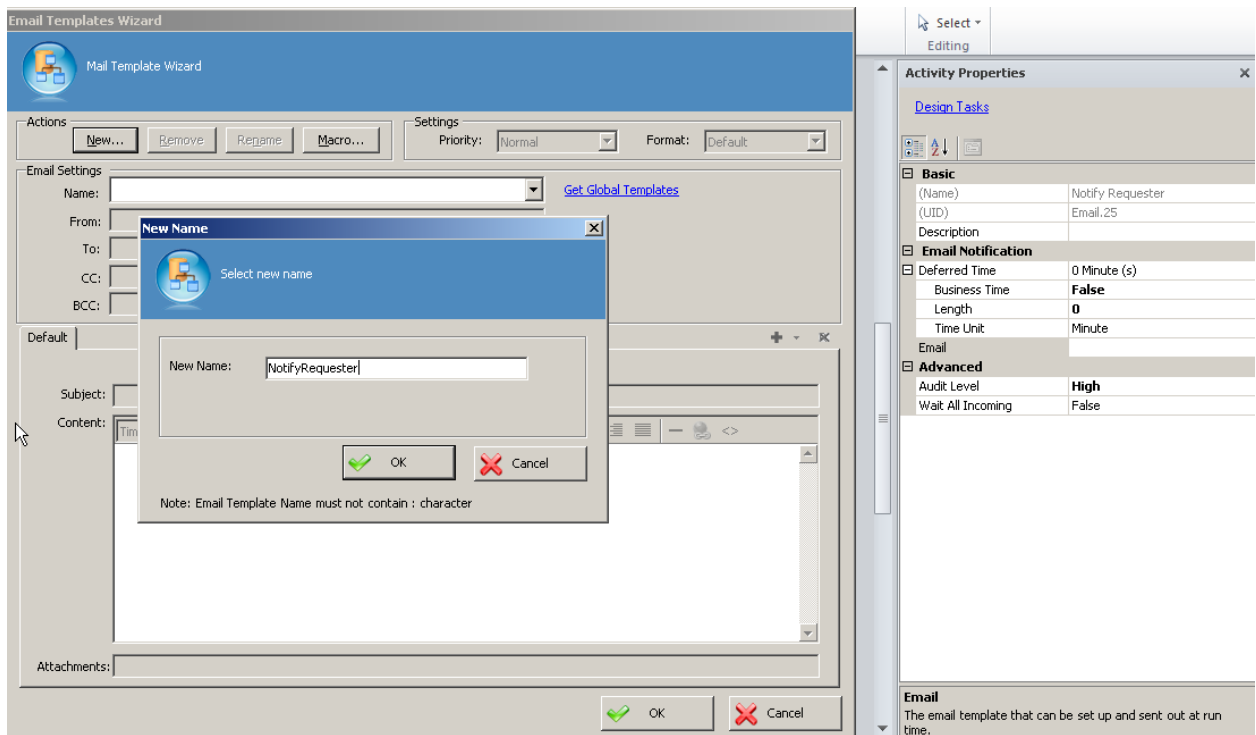 Email Templates Wizard
Mail Template Wizard
Actions
New...
Remove
Rename
Macro...
Settings
Priority: Normal
Format: Default
Email Settings
Name:
Get Global Templates
From:
To:
CC:
BCC:
New Name
Select new name
New Name: NotifyRequester
OK
Cancel
Note: Email Template Name must not contain : character
Default
Subject:
Content:
Tim
Attachments:
OK
Cancel
Select
Editing
Activity Properties
Design Tasks
Basic
(Name) Notify Requester
(UID) Email.25
Description
Email Notification
Deferred Time 0 Minute (s)
Business Time False
Length 0
Time Unit Minute
Email
Advanced
Audit Level High
Wait All Incoming False
Email
The email template that can be set up and sent out at run
time.